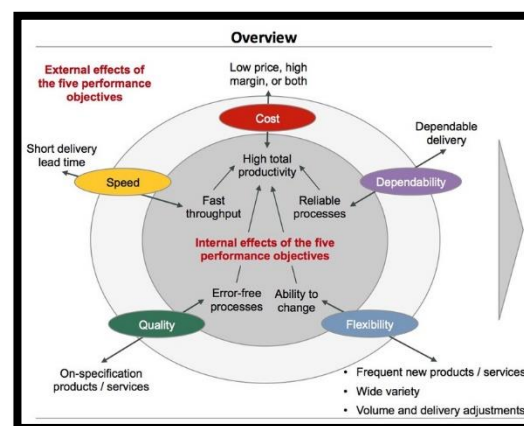 Overview
External effects of
the five performance
objectives
Low price, high
margin, or both
Cost
Dependable
delivery
Short delivery
lead time
High total
productivity
Speed
Dependability
Fast
throughput
Reliable
processes
Internal effects of the five
performance objectives
Error-free
processes
Ability to
change
Quality
Flexibility
On-specification
products / services
• Frequent new products / services
• Wide variety
• Volume and delivery adjustments